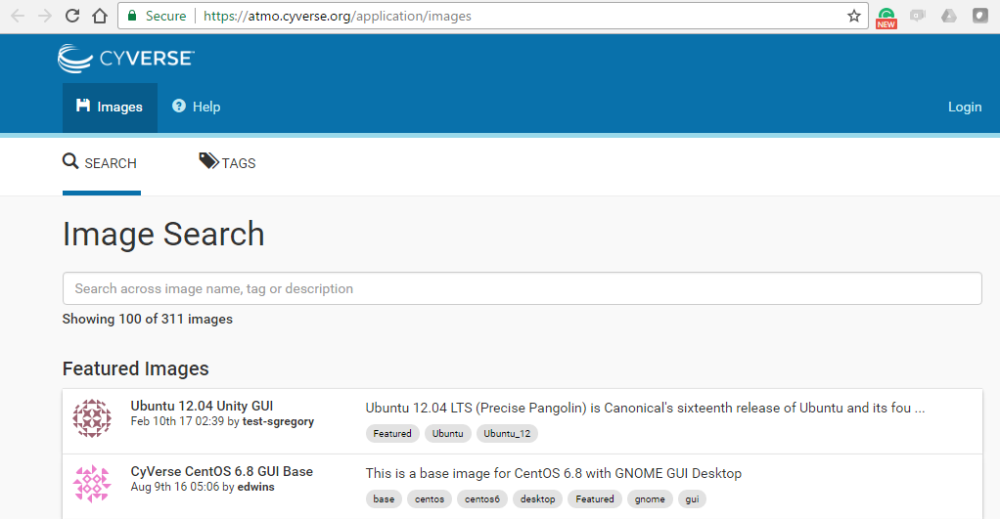 Secure https://atmo.cyverse.org/application/images
NEW
CYVERSE™
Images Help Login
SEARCH TAGS
Image Search
Search across image name, tag or description
Showing 100 of 311 images
Featured Images
Ubuntu 12.04 Unity GUI
Feb 10th 17 02:39 by test-sgregory
Ubuntu 12.04 LTS (Precise Pangolin) is Canonical's sixteenth release of Ubuntu and its fou ...
Featured Ubuntu Ubuntu_12
CyVerse CentOS 6.8 GUI Base
Aug 9th 16 05:06 by edwins
This is a base image for CentOS 6.8 with GNOME GUI Desktop
base centos centos6 desktop Featured gnome gui